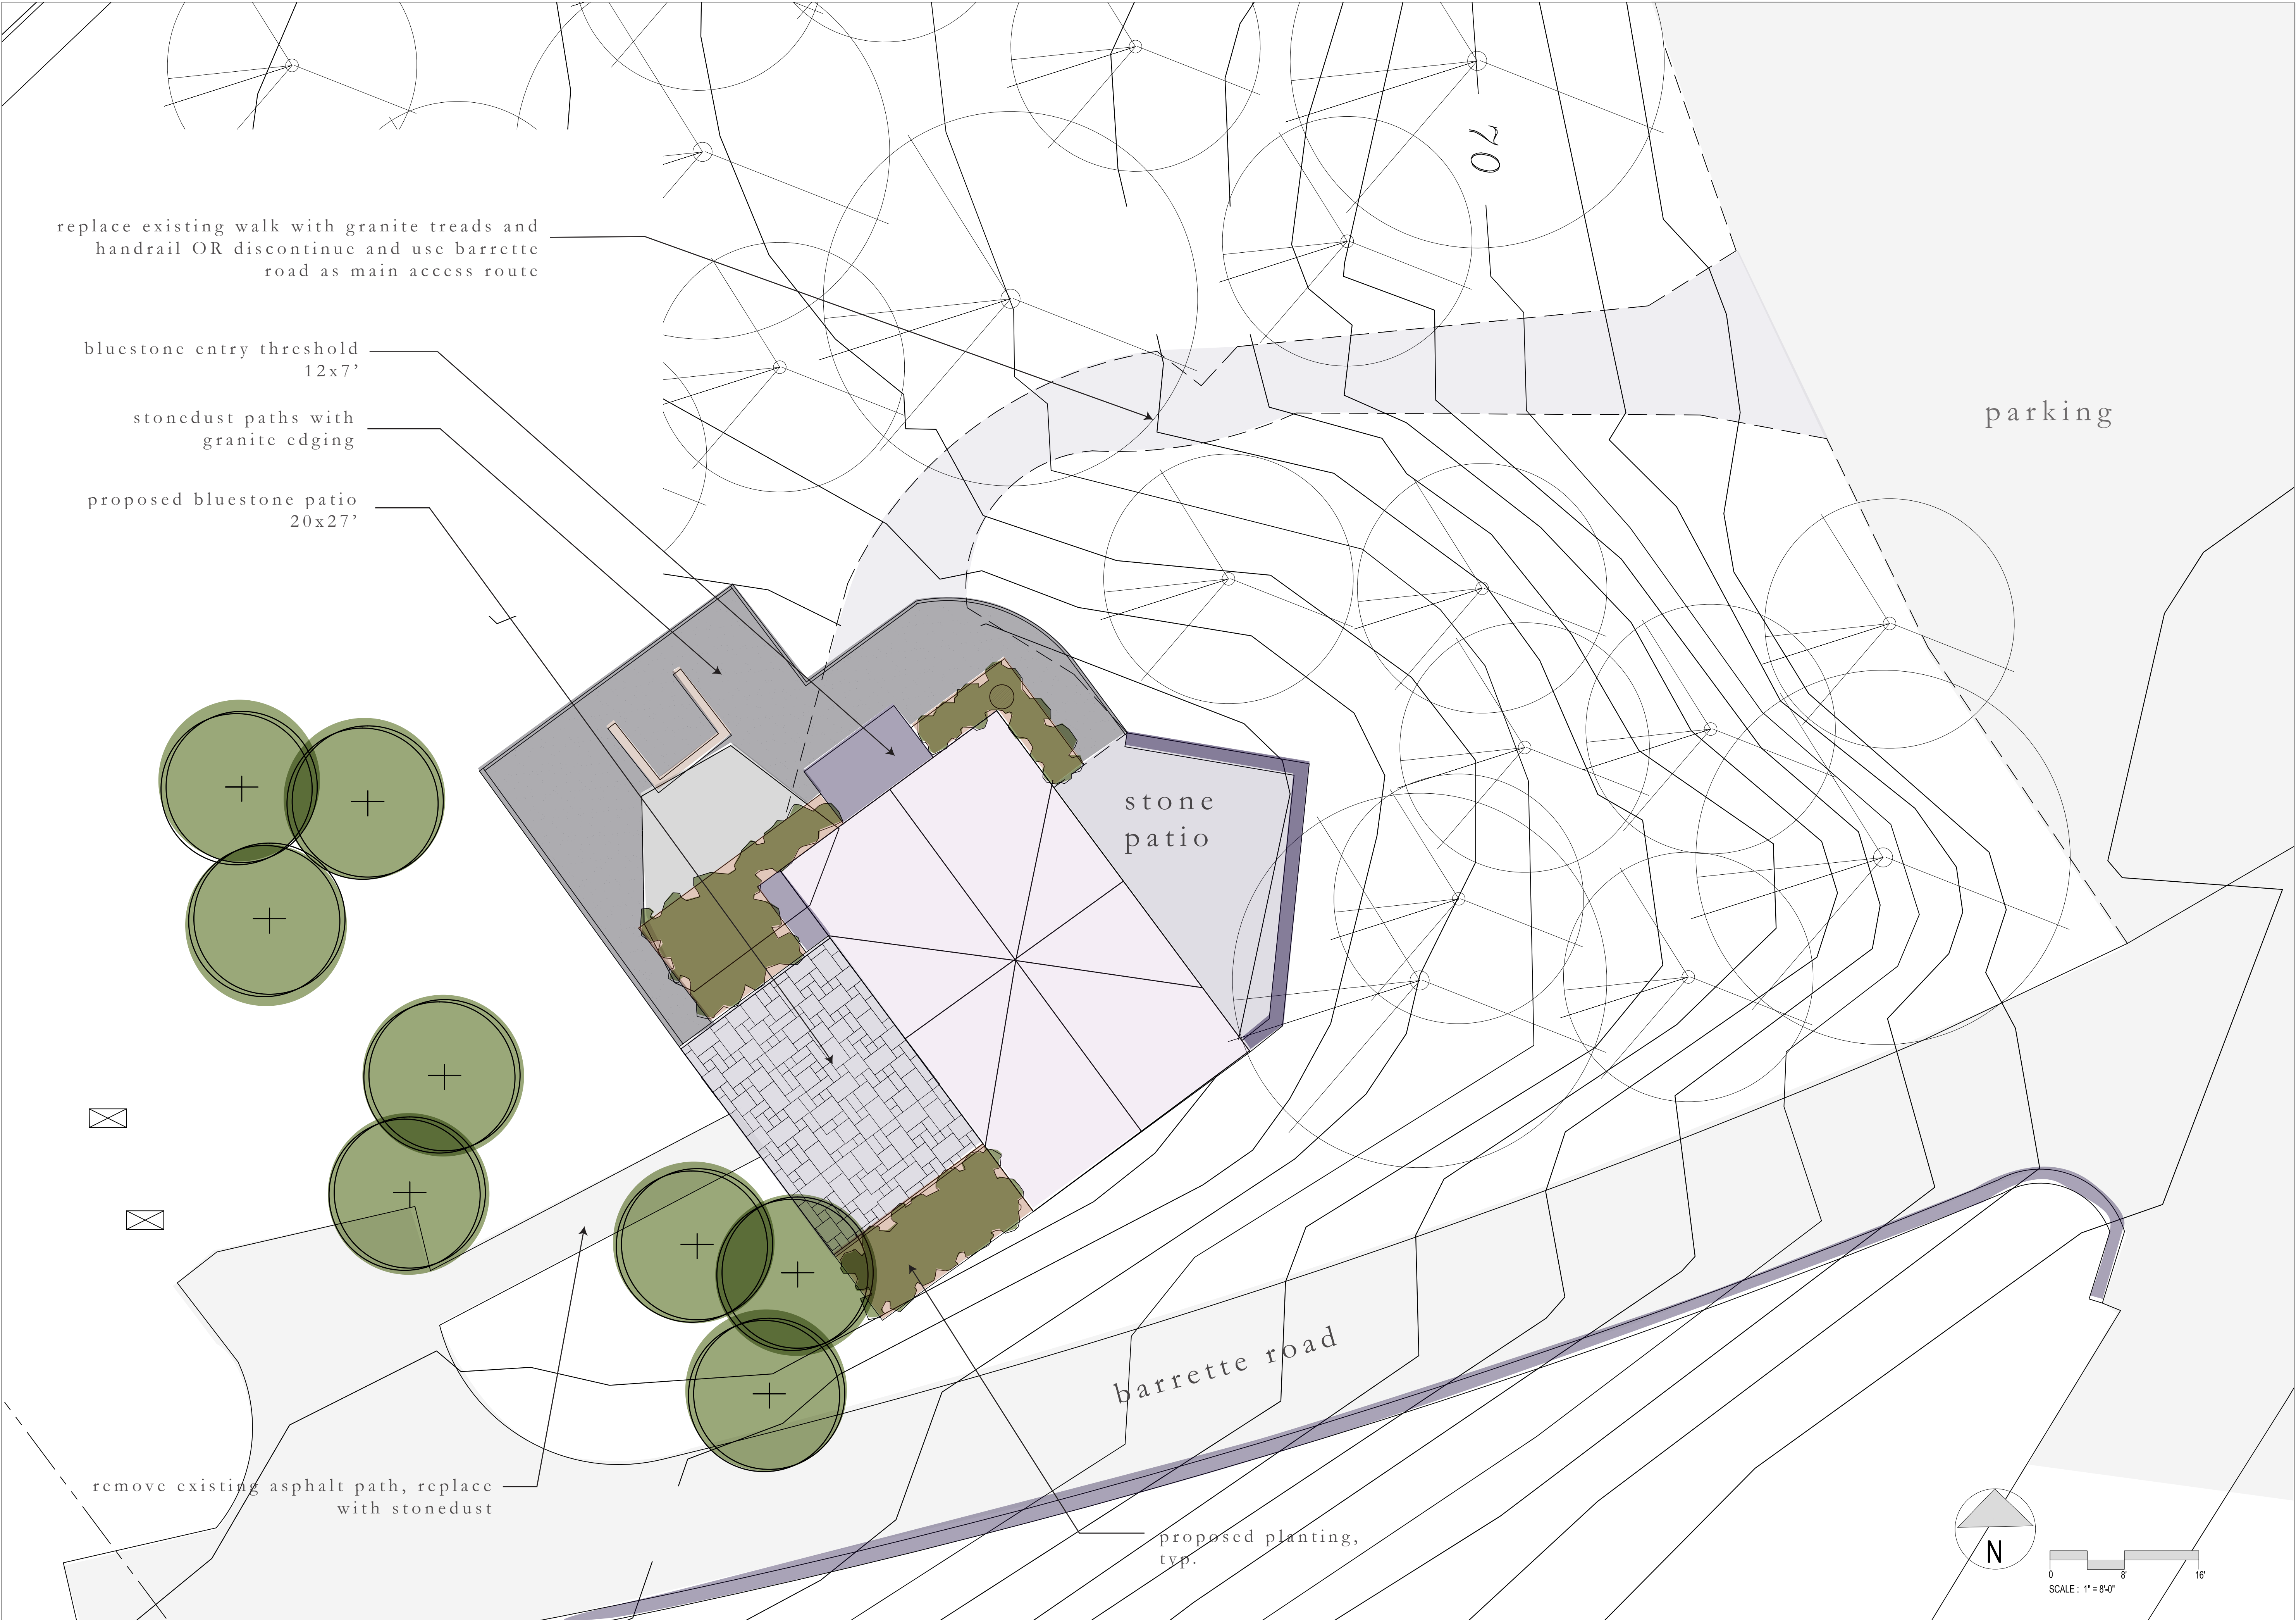 70
replace existing walk with granite treads and
handrail OR discontinue and use barrette
road as main access route
bluestone entry threshold
12x7’
stonedust paths with
granite edging
proposed bluestone patio
20x27’
parking
stone
patio
barrette road
remove existing asphalt path, replace
with stonedust
proposed planting,
typ.
N
0 8' 16'
SCALE : 1" = 8'-0"